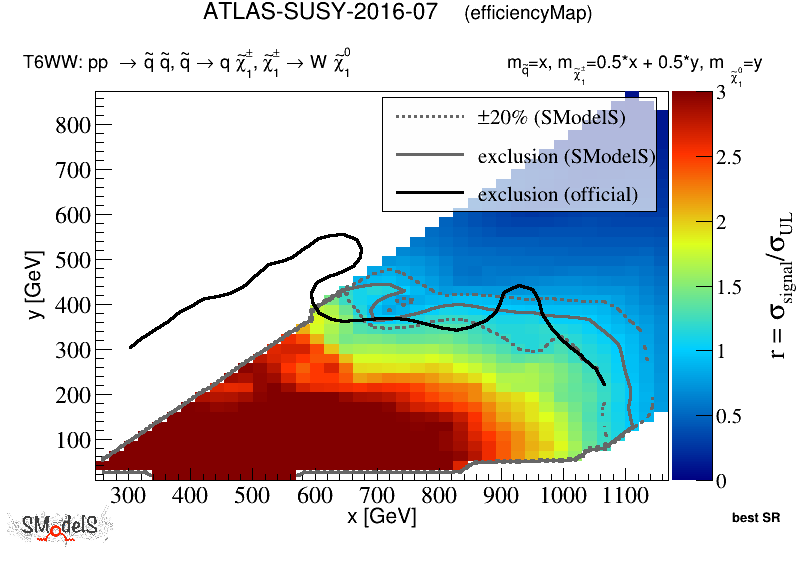 ATLAS-SUSY-2016-07 (efficiencyMap)
T6WW: pp → q̃ q̃, q̃ → q χ̃₁±, χ̃₁± → W χ̃₁⁰
m_q̃=x, m_χ̃₁±=0.5*x + 0.5*y, m_χ̃₁⁰=y
±20% (SModelS)
exclusion (SModelS)
exclusion (official)
y [GeV]
800
700
600
500
400
300
200
100
300 400 500 600 700 800 900 1000 1100
x [GeV]
3
2.5
2
1.5
1
0.5
0
r = σ_signal/σ_UL
SModelS
best SR